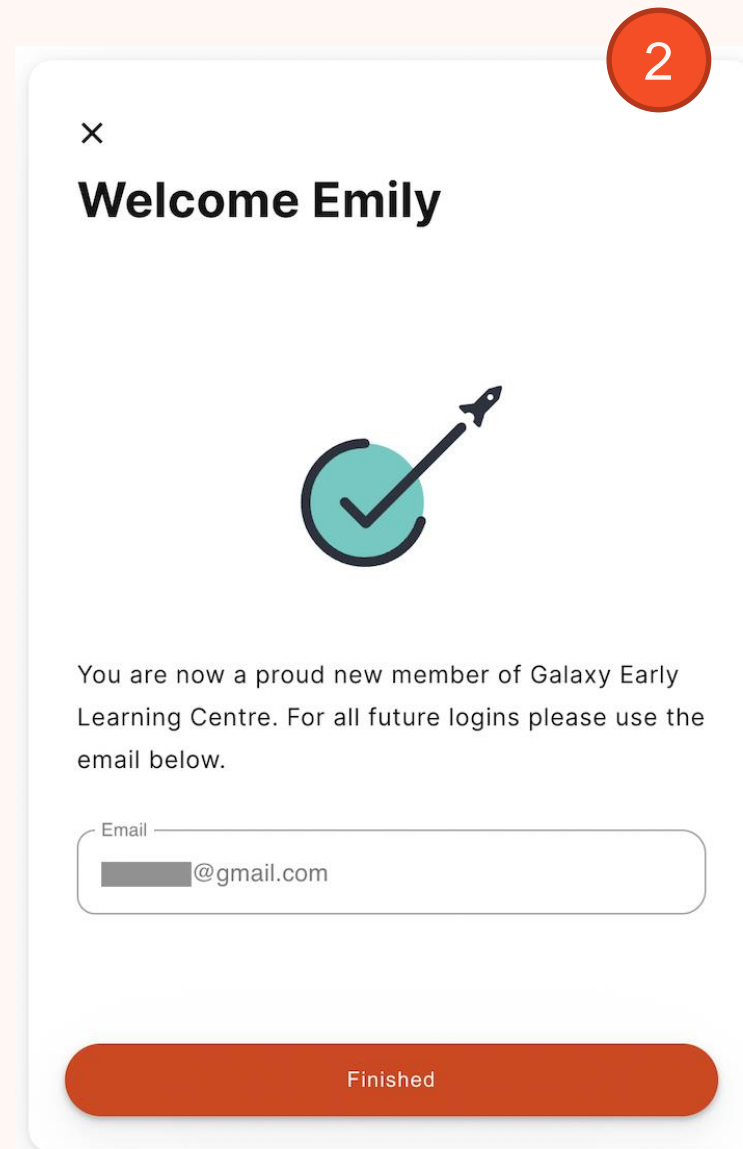 2
Welcome Emily
You are now a proud new member of Galaxy Early
Learning Centre. For all future logins please use the
email below.
Email
@gmail.com
Finished